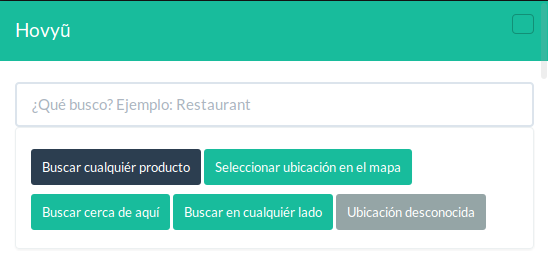 Hovyũ
¿Qué busco? Ejemplo: Restaurant
Buscar cualquiér producto Seleccionar ubicación en el mapa
Buscar cerca de aquí Buscar en cualquiér lado Ubicación desconocida